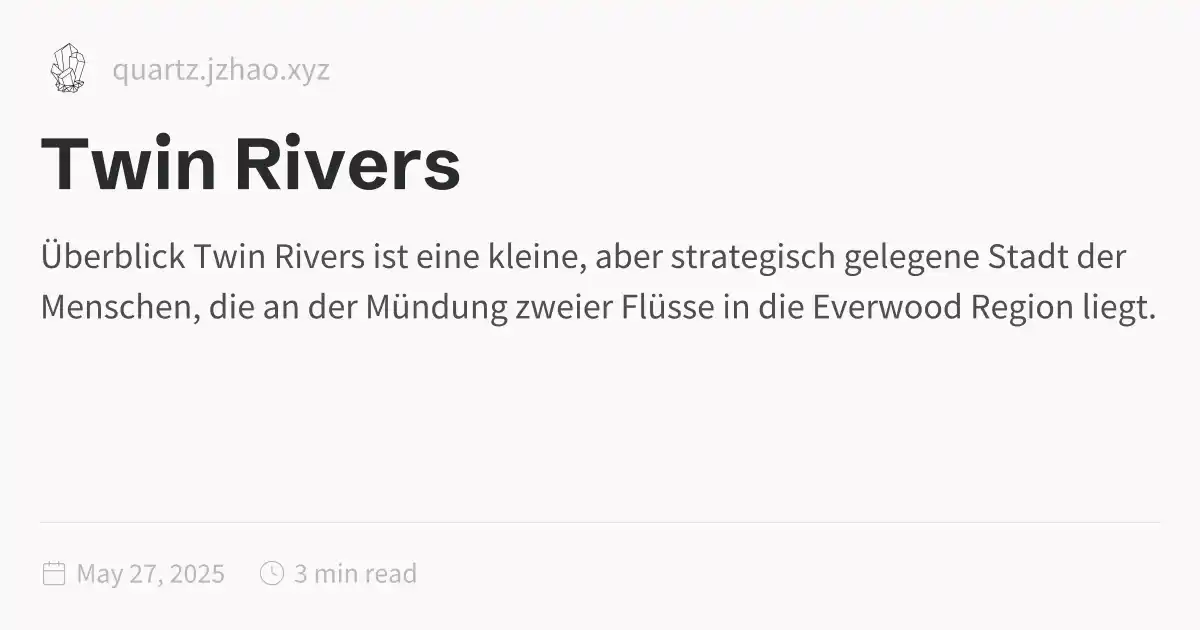 quartz.jzhao.xyz
Twin Rivers
Überblick Twin Rivers ist eine kleine, aber strategisch gelegene Stadt der
Menschen, die an der Mündung zweier Flüsse in die Everwood Region liegt.
May 27, 2025 3 min read